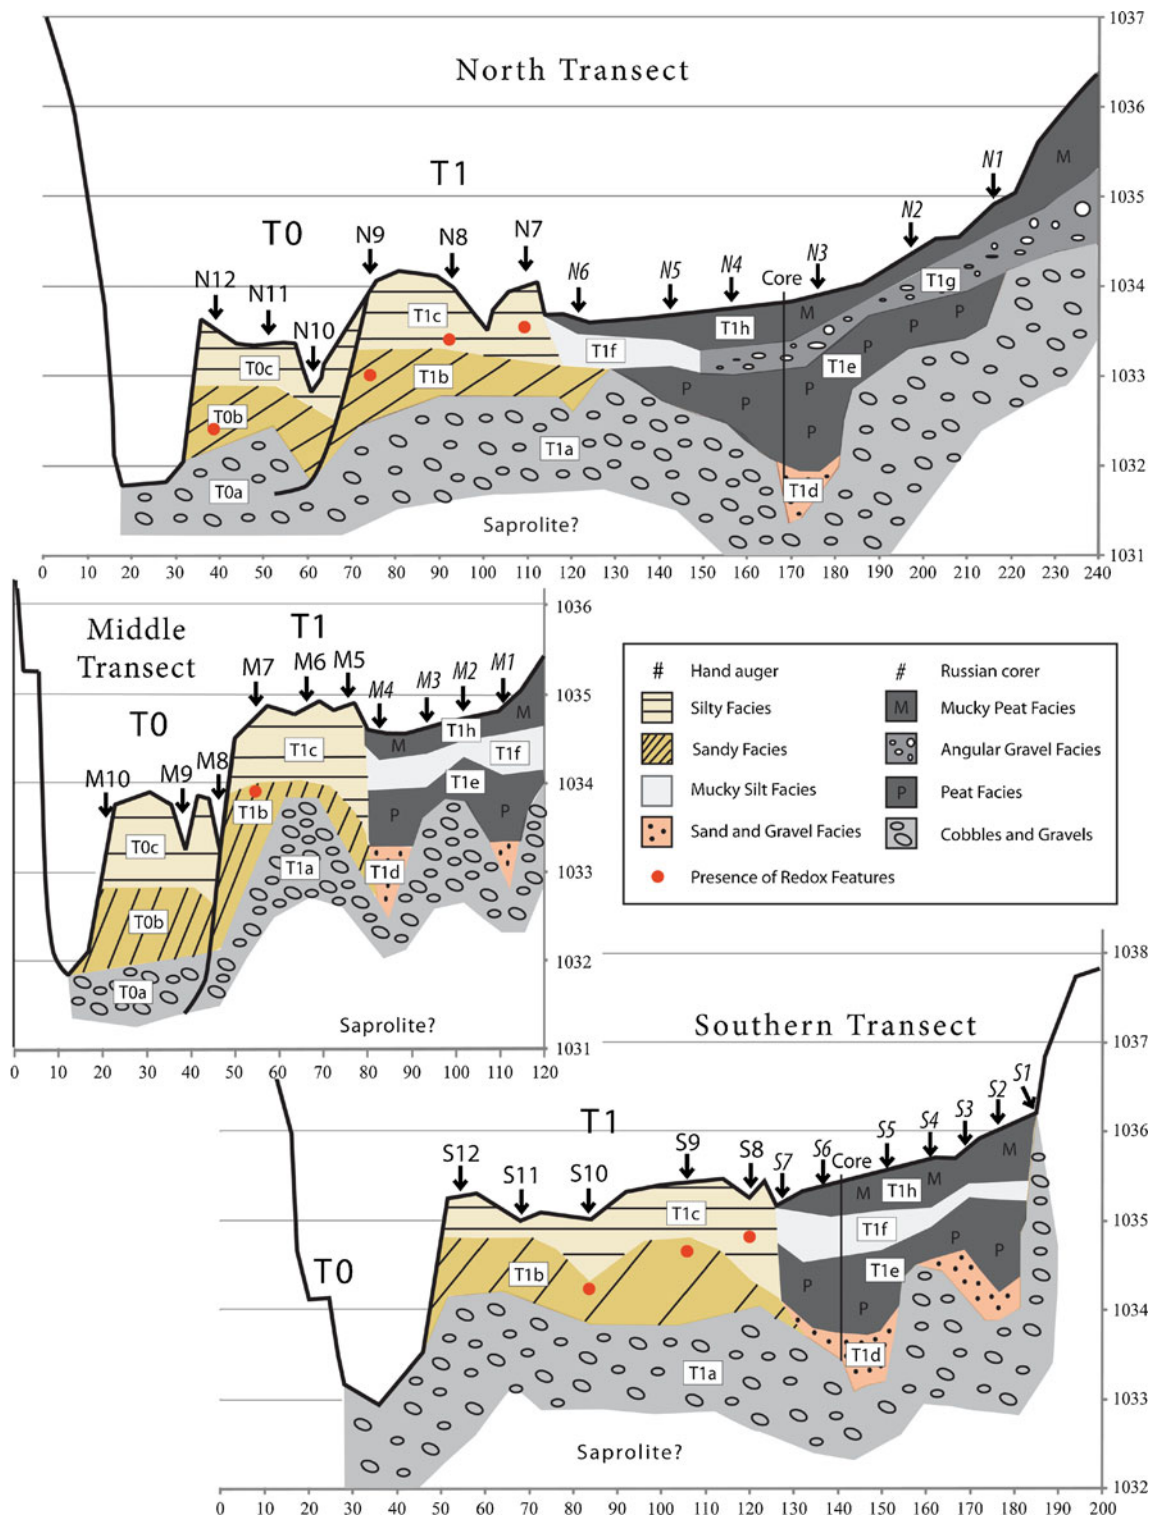 North Transect
1037
1036
1035
1034
1033
1032
1031
T1
T0
N12
N11
N10
N9
N8
N7
N6
N5
N4
Core
N3
N2
N1
M
T1g
T1c
T1h
M
P
P
T0c
T1f
T1e
P
T1b
P
P
T0b
P
T1a
T0a
T1d
Saprolite?
0 10 20 30 40 50 60 70 80 90 100 110 120 130 140 150 160 170 180 190 200 210 220 230 240
Middle
Transect
T1
T0
1036
1035
1034
1033
1032
1031
M10
M9
M8
M7
M6
M5
M4
M3
M2
M1
M
T1h
M
T1c
T1f
T1e
T1b
P
P
T0c
T1a
T1d
T0b
T0a
Saprolite?
0 10 20 30 40 50 60 70 80 90 100 110 120
# Hand auger
# Russian corer
Silty Facies
M Mucky Peat Facies
Sandy Facies
Angular Gravel Facies
Mucky Silt Facies
P Peat Facies
Sand and Gravel Facies
Cobbles and Gravels
Presence of Redox Features
Southern Transect
1038
1037
1036
1035
1034
1033
1032
T1
T0
S12
S11
S10
S9
S8
S7
S6
Core
S5
S4
S3
S2
S1
M
M
M
T1h
T1c
T1f
P
P
T1b
T1e
P
P
T1d
T1a
Saprolite?
0 10 20 30 40 50 60 70 80 90 100 110 120 130 140 150 160 170 180 190 200